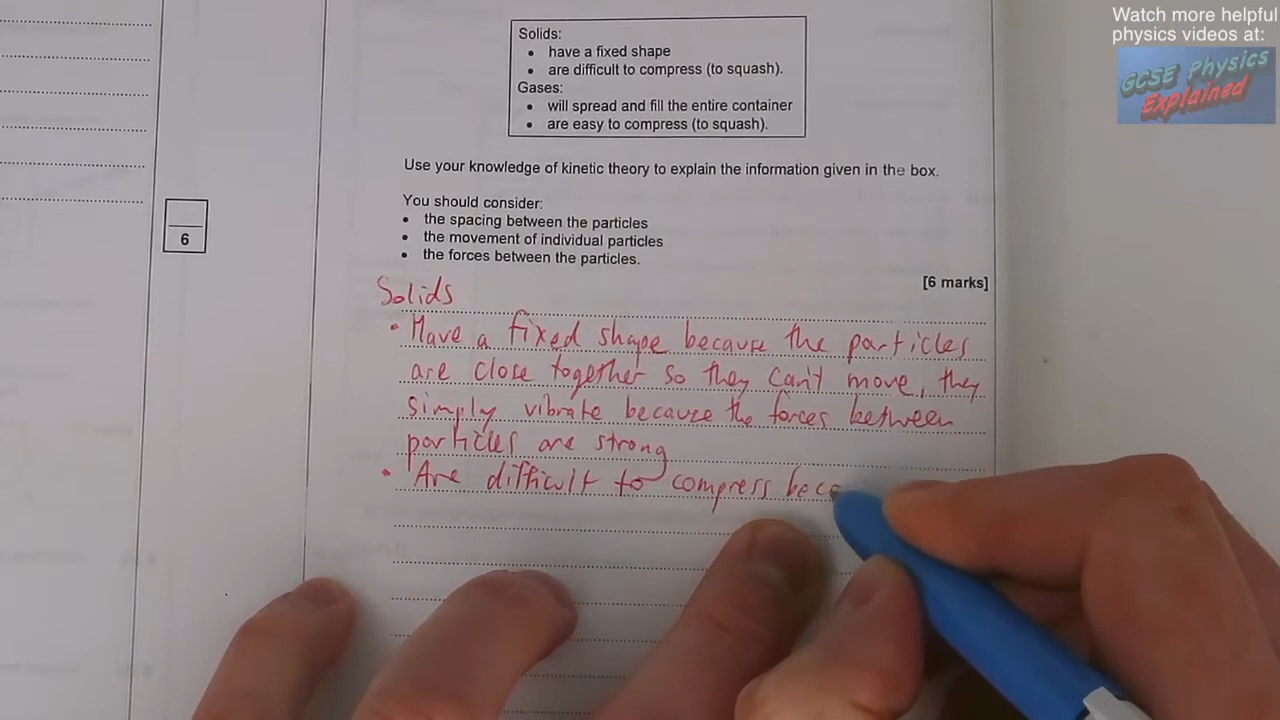 Watch more helpful
physics videos at:
GCSE Physics
Explained
Solids:
• have a fixed shape
• are difficult to compress (to squash).
Gases:
• will spread and fill the entire container
• are easy to compress (to squash).
Use your knowledge of kinetic theory to explain the information given in the box.
You should consider:
• the spacing between the particles
• the movement of individual particles
• the forces between the particles.
6
[6 marks]
Solids
• Have a fixed shape because the particles
are close together so they can't move, they
simply vibrate because the forces between
particles are strong
• Are difficult to compress beca